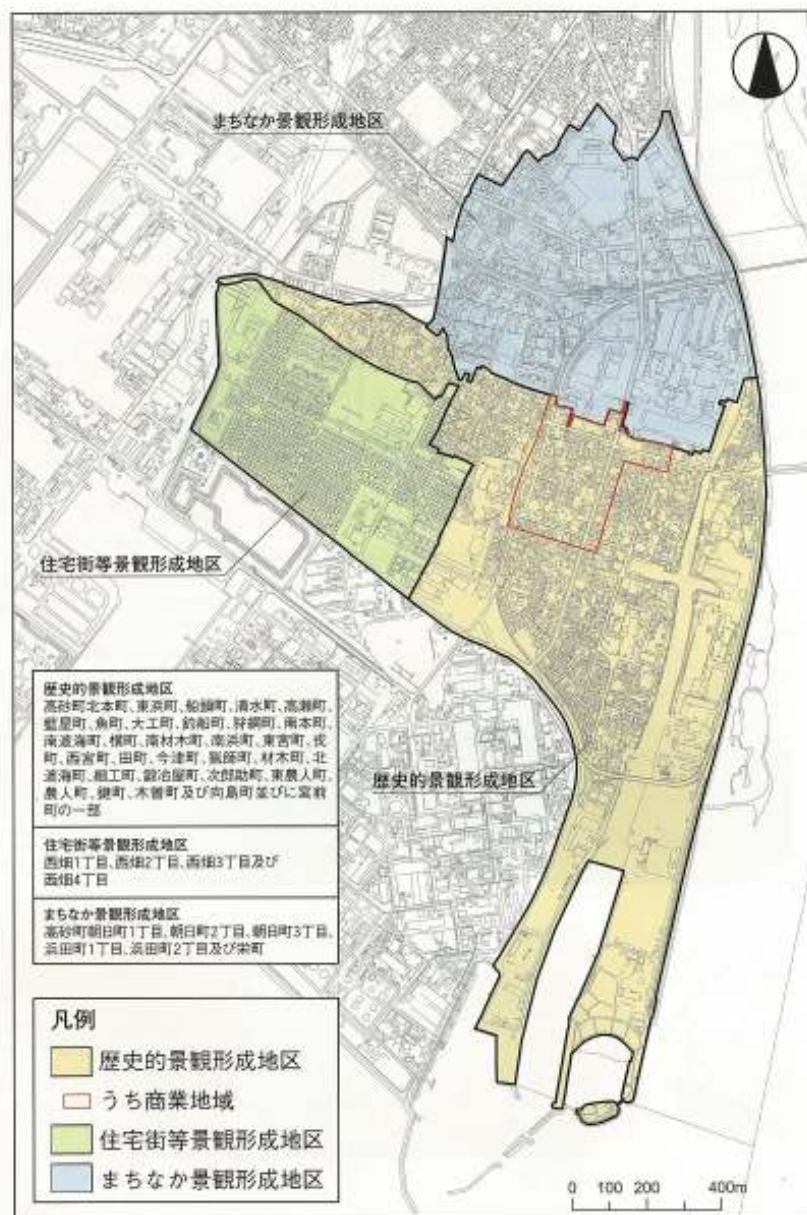 まちなか景観形成地区
住宅街等景観形成地区
歴史的景観形成地区
歴史的景観形成地区
高砂町北本町、東浜町、船頭町、清水町、高瀬町、
藍屋町、魚町、大工町、釣船町、狩網町、南本町、
南渡海町、横町、南材木町、南浜町、東宮町、戎
町、西宮町、田町、今津町、猟師町、材木町、北
渡海町、細工町、鍛冶屋町、次郎助町、東農人町、
農人町、鍵町、木曽町及び向島町並びに宮前
町の一部
住宅街等景観形成地区
西畑1丁目、西畑2丁目、西畑3丁目及び
西畑4丁目
まちなか景観形成地区
高砂町朝日町1丁目、朝日町2丁目、朝日町3丁目、
浜田町1丁目、浜田町2丁目及び栄町
凡例
歴史的景観形成地区
うち商業地域
住宅街等景観形成地区
まちなか景観形成地区
0 100 200 400m